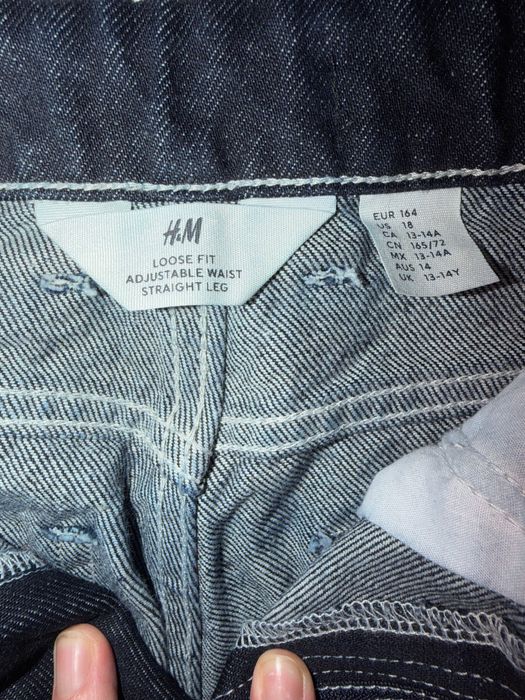 H&M
LOOSE FIT
ADJUSTABLE WAIST
STRAIGHT LEG
EUR 164
US 18
CA 13-14A
CN 165/72
MX 13-14A
AUS 14
UK 13-14Y